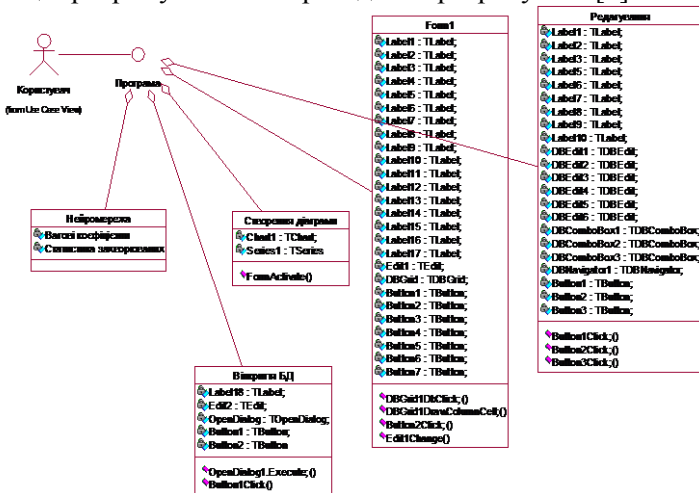 Користувач
(from Use Case View)
Програма
Нейромережа
Вагові коефіцієнти
Статистика захворюваних
Створення діграми
Chart1 : TChart;
Series1 : TSeries
FormActivate()
Відкриття БД
Label18 : TLabel;
Edit2 : TEdit;
OpenDialog : TOpenDialog;
Button1 : TButton;
Button2 : TButton
OpenDialog1.Execute;()
Button1Click()
Form1
Label1 : TLabel;
Label2 : TLabel;
Label3 : TLabel;
Label4 : TLabel;
Label5 : TLabel;
Label6 : TLabel;
Label7 : TLabel;
Label8 : TLabel;
Label9 : TLabel;
Label10 : TLabel;
Label11 : TLabel;
Label12 : TLabel;
Label13 : TLabel;
Label14 : TLabel;
Label15 : TLabel;
Label16 : TLabel;
Label17 : TLabel;
Edit1 : TEdit;
DBGrid : TDBGrid;
Button1 : TButton;
Button2 : TButton;
Button3 : TButton;
Button4 : TButton;
Button5 : TButton;
Button6 : TButton;
Button7 : TButton;
DBGrid1DblClick;()
DBGrid1DrawColumnCell;()
Button2Click;()
Edit1Change()
Редагування
Label1 : TLabel;
Label2 : TLabel;
Label3 : TLabel;
Label5 : TLabel;
Label6 : TLabel;
Label7 : TLabel;
Label8 : TLabel;
Label9 : TLabel;
Label10 : TLabel;
DBEdit1 : TDBEdit;
DBEdit2 : TDBEdit;
DBEdit3 : TDBEdit;
DBEdit4 : TDBEdit;
DBEdit5 : TDBEdit;
DBEdit6 : TDBEdit;
DBComboBox1 : TDBComboBox;
DBComboBox2 : TDBComboBox;
DBComboBox3 : TDBComboBox;
DBNavigator1 : TDBNavigator;
Button1 : TButton;
Button2 : TButton;
Button3 : TButton;
Button1Click;()
Button2Click;()
Button3Click;()